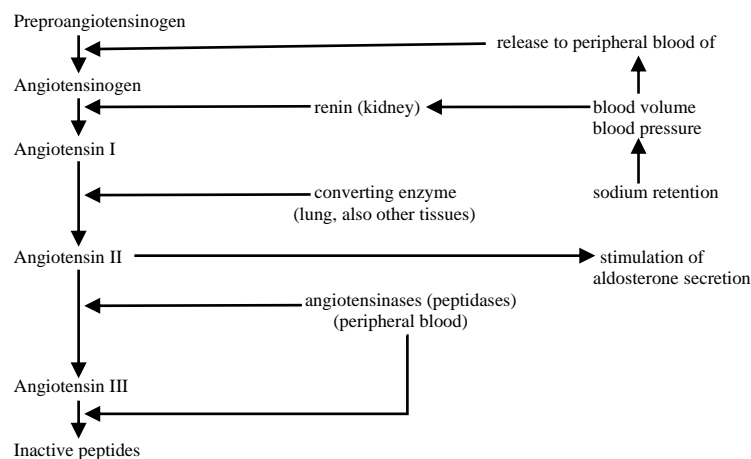 Preproangiotensinogen
release to peripheral blood of
Angiotensinogen
renin (kidney)
blood volume
blood pressure
Angiotensin I
converting enzyme
(lung, also other tissues)
sodium retention
Angiotensin II
stimulation of
aldosterone secretion
angiotensinases (peptidases)
(peripheral blood)
Angiotensin III
Inactive peptides